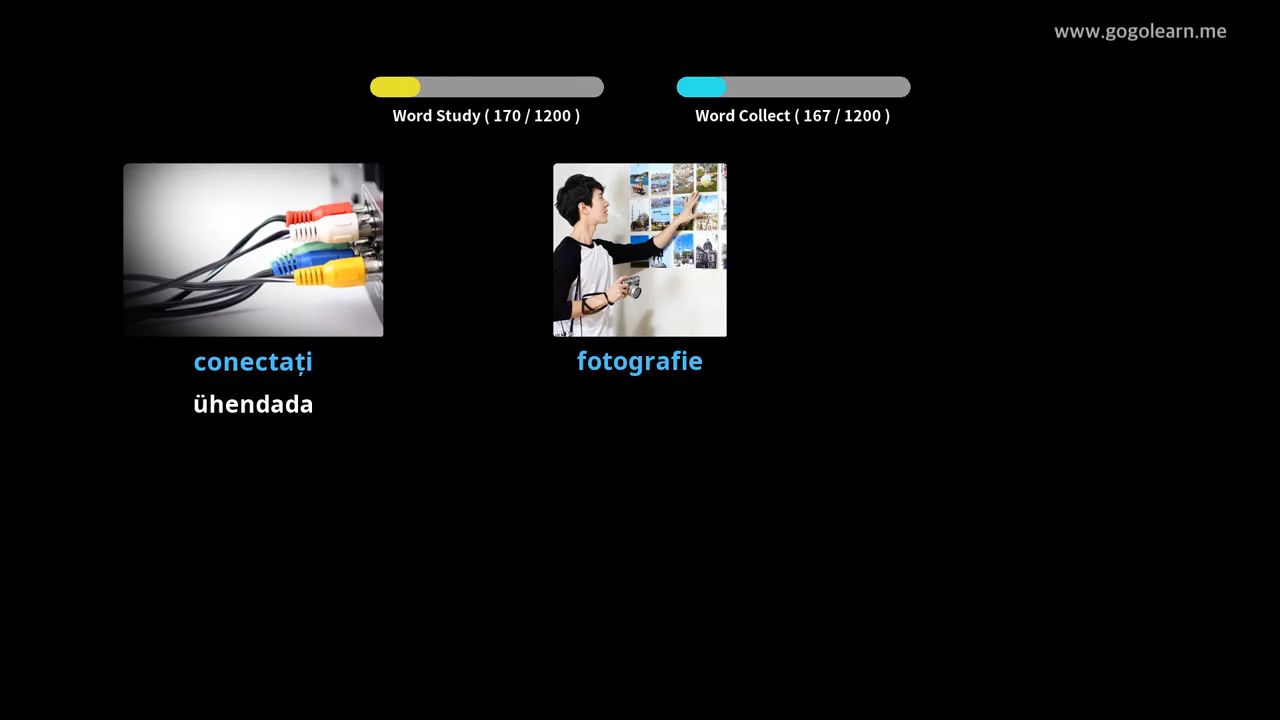 www.gogolearn.me
Word Study ( 170 / 1200 )
Word Collect ( 167 / 1200 )
conectați
fotografie
ühendada